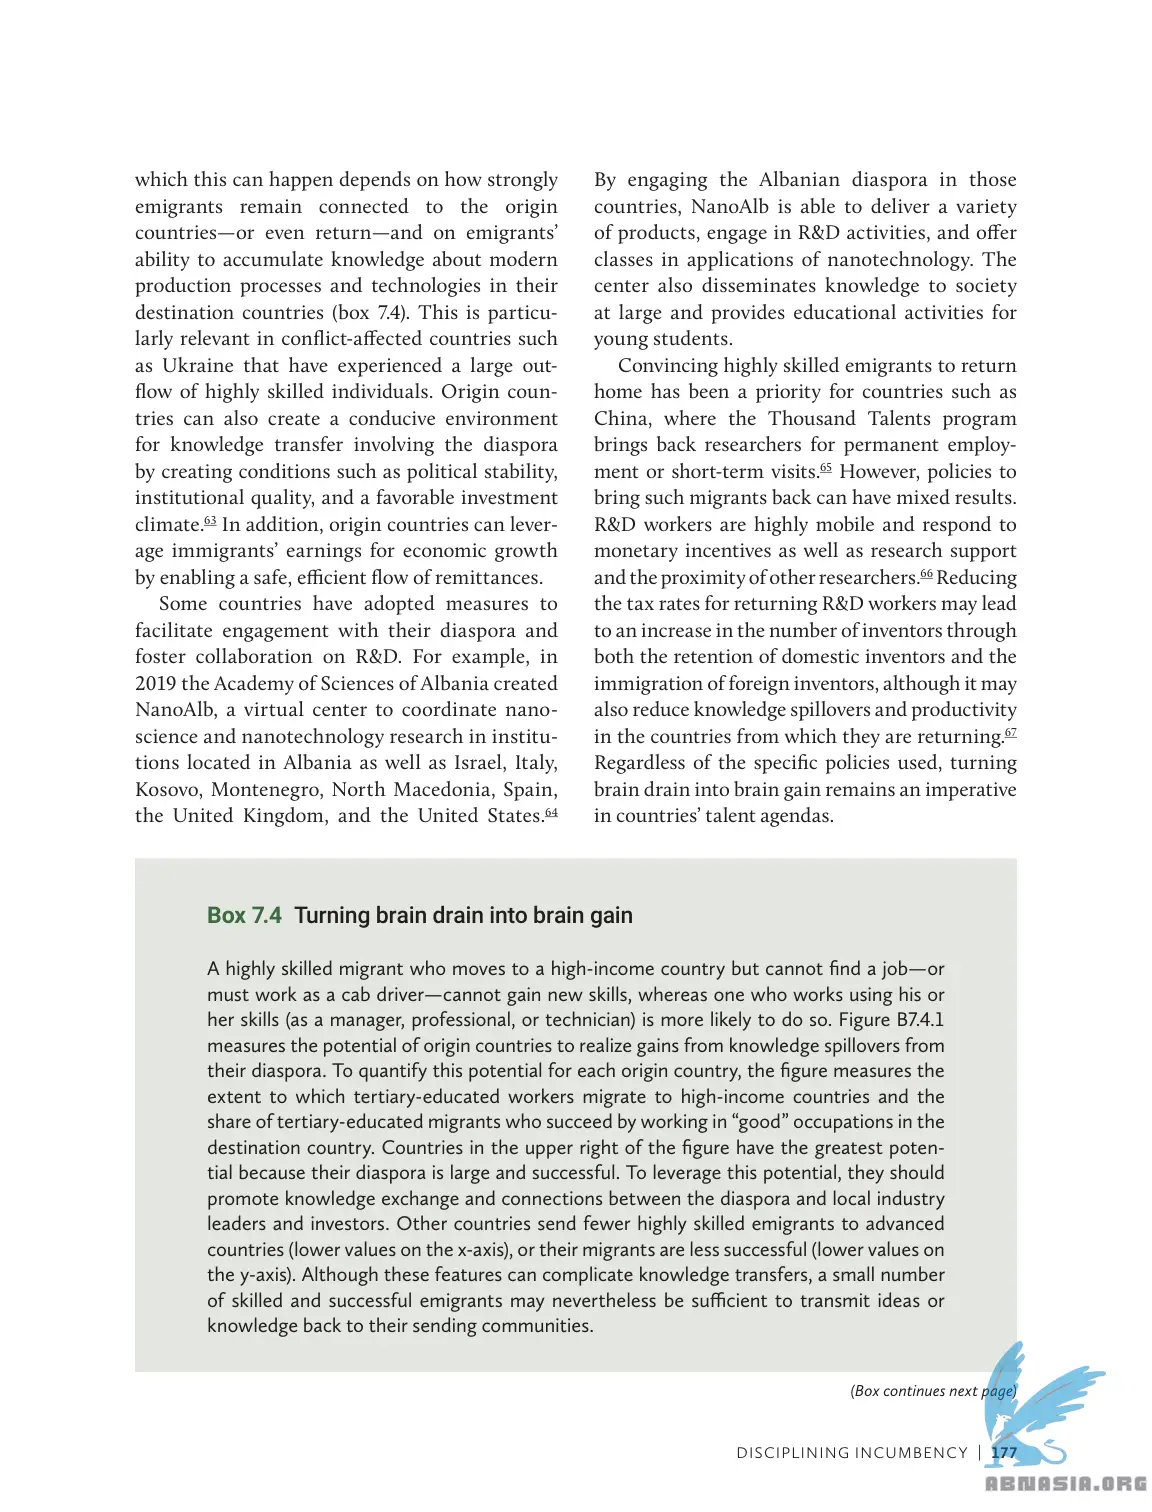 which this can happen depends on how strongly
emigrants remain connected to the origin
countries—or even return—and on emigrants’
ability to accumulate knowledge about modern
production processes and technologies in their
destination countries (box 7.4). This is particu-
larly relevant in conflict-affected countries such
as Ukraine that have experienced a large out-
flow of highly skilled individuals. Origin coun-
tries can also create a conducive environment
for knowledge transfer involving the diaspora
by creating conditions such as political stability,
institutional quality, and a favorable investment
climate.63 In addition, origin countries can lever-
age immigrants’ earnings for economic growth
by enabling a safe, efficient flow of remittances.
Some countries have adopted measures to
facilitate engagement with their diaspora and
foster collaboration on R&D. For example, in
2019 the Academy of Sciences of Albania created
NanoAlb, a virtual center to coordinate nano-
science and nanotechnology research in institu-
tions located in Albania as well as Israel, Italy,
Kosovo, Montenegro, North Macedonia, Spain,
the United Kingdom, and the United States.64
By engaging the Albanian diaspora in those
countries, NanoAlb is able to deliver a variety
of products, engage in R&D activities, and offer
classes in applications of nanotechnology. The
center also disseminates knowledge to society
at large and provides educational activities for
young students.
Convincing highly skilled emigrants to return
home has been a priority for countries such as
China, where the Thousand Talents program
brings back researchers for permanent employ-
ment or short-term visits.65 However, policies to
bring such migrants back can have mixed results.
R&D workers are highly mobile and respond to
monetary incentives as well as research support
and the proximity of other researchers.66 Reducing
the tax rates for returning R&D workers may lead
to an increase in the number of inventors through
both the retention of domestic inventors and the
immigration of foreign inventors, although it may
also reduce knowledge spillovers and productivity
in the countries from which they are returning.67
Regardless of the specific policies used, turning
brain drain into brain gain remains an imperative
in countries’ talent agendas.
Box 7.4 Turning brain drain into brain gain
A highly skilled migrant who moves to a high-income country but cannot find a job—or
must work as a cab driver—cannot gain new skills, whereas one who works using his or
her skills (as a manager, professional, or technician) is more likely to do so. Figure B7.4.1
measures the potential of origin countries to realize gains from knowledge spillovers from
their diaspora. To quantify this potential for each origin country, the figure measures the
extent to which tertiary-educated workers migrate to high-income countries and the
share of tertiary-educated migrants who succeed by working in “good” occupations in the
destination country. Countries in the upper right of the figure have the greatest poten-
tial because their diaspora is large and successful. To leverage this potential, they should
promote knowledge exchange and connections between the diaspora and local industry
leaders and investors. Other countries send fewer highly skilled emigrants to advanced
countries (lower values on the x-axis), or their migrants are less successful (lower values on
the y-axis). Although these features can complicate knowledge transfers, a small number
of skilled and successful emigrants may nevertheless be sufficient to transmit ideas or
knowledge back to their sending communities.
(Box continues next page)
DISCIPLINING INCUMBENCY | 177
ABNASIA.ORG